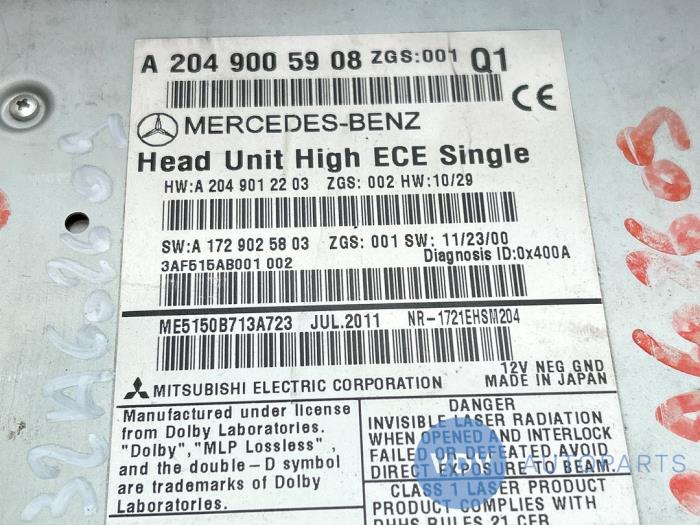 A 204 900 59 08 ZGS:001 Q1
CE
MERCEDES-BENZ
Head Unit High ECE Single
HW:A 204 901 22 03 ZGS: 002 HW:10/29
SW:A 172 902 58 03 ZGS: 001 SW: 11/23/00
3AF515AB001 002 Diagnosis ID:0x400A
ME5150B713A723 JUL.2011 NR-1721EHSM204
12V NEG GND
MITSUBISHI ELECTRIC CORPORATION MADE IN JAPAN
Manufactured under license
from Dolby Laboratories.
"Dolby","MLP Lossless",
and the double-D symbol
are trademarks of Dolby
Laboratories.
DANGER
INVISIBLE LASER RADIATION
WHEN OPENED AND INTERLOCK
FAILED OR DEFEATED.AVOID
DIRECT EXPOSURE TO BEAM.
CLASS 1 LASER PRODUCT
PRODUCT COMPLIES WITH
DHHS RULES 21 CFR
AUTOPARTS